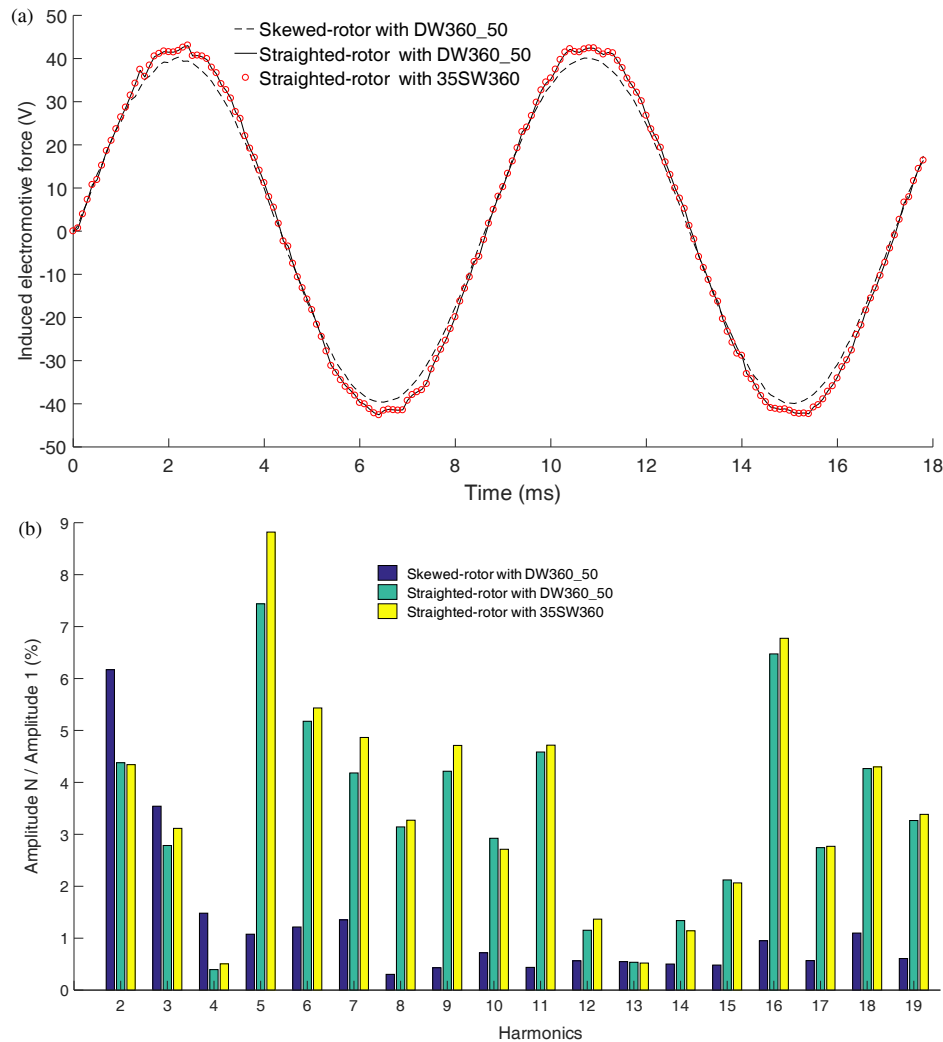 (a)
50
40
30
20
10
0
-10
-20
-30
-40
-50
Induced electromotive force (V)
Skewed-rotor with DW360_50
Straighted-rotor with DW360_50
Straighted-rotor with 35SW360
0 2 4 6 8 10 12 14 16 18
Time (ms)
(b)
9
8
7
6
5
4
3
2
1
0
Amplitude N / Amplitude 1 (%)
Skewed-rotor with DW360_50
Straighted-rotor with DW360_50
Straighted-rotor with 35SW360
2 3 4 5 6 7 8 9 10 11 12 13 14 15 16 17 18 19
Harmonics